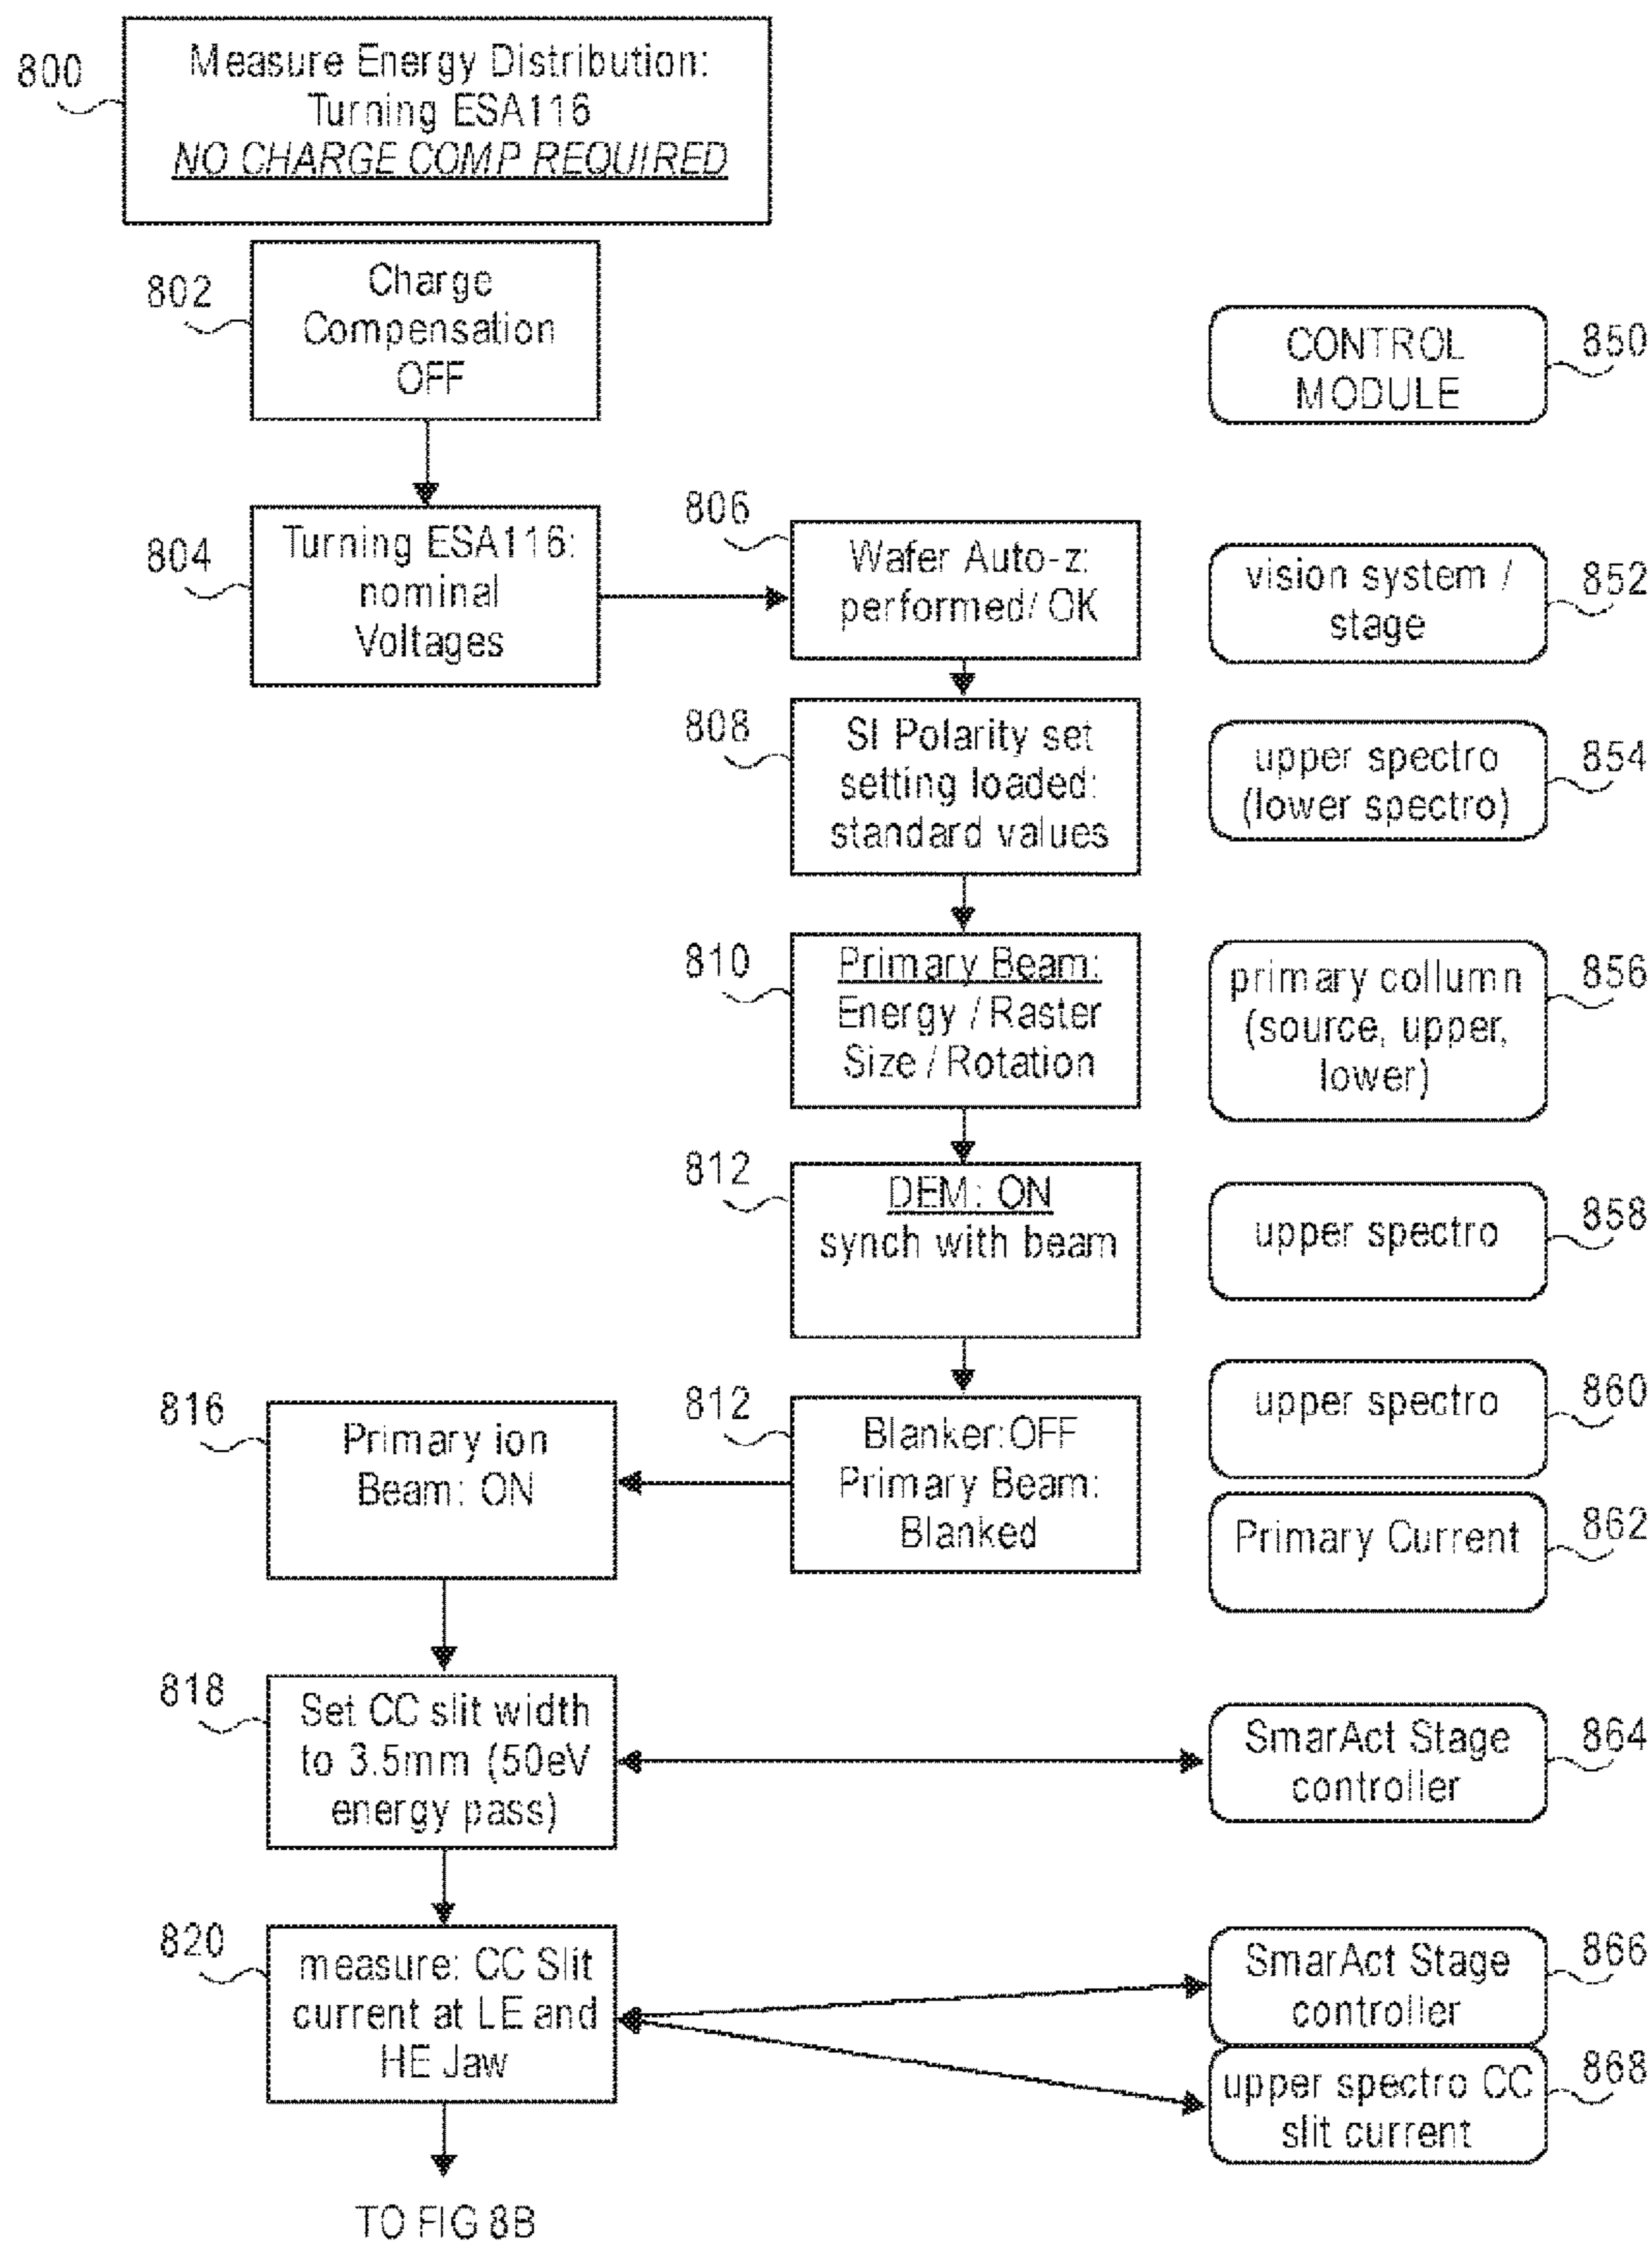 800
Measure Energy Distribution:
Turning ESA116
NO CHARGE COMP REQUIRED
802
Charge
Compensation
OFF
CONTROL
MODULE
850
804
Turning ESA116:
nominal
Voltages
806
Wafer Auto-z:
performed/ OK
vision system /
stage
852
808
SI Polarity set
setting loaded:
standard values
upper spectro
(lower spectro)
854
810
Primary Beam:
Energy / Raster
Size / Rotation
primary collumn
(source, upper,
lower)
856
812
DEM: ON
synch with beam
upper spectro
858
816
Primary ion
Beam: ON
812
Blanker:OFF
Primary Beam:
Blanked
upper spectro
860
Primary Current
862
818
Set CC slit width
to 3.5mm (50eV
energy pass)
SmarAct Stage
controller
864
820
measure: CC Slit
current at LE and
HE Jaw
SmarAct Stage
controller
866
upper spectro CC
slit current
868
TO FIG 8B